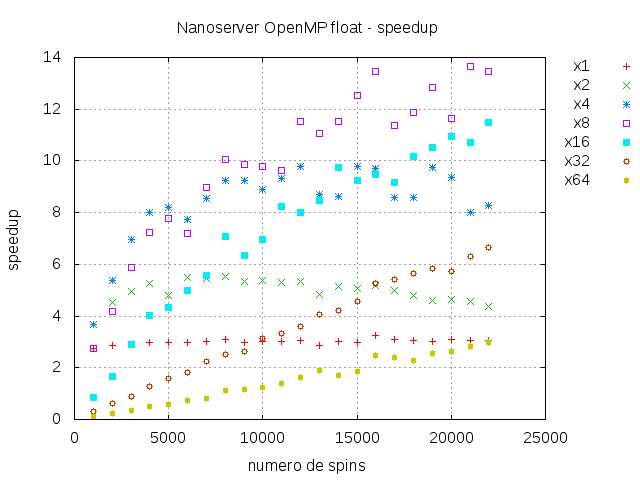 Nanoserver OpenMP float - speedup
14
12
10
8
6
4
2
0
speedup
0 5000 10000 15000 20000 25000
numero de spins
x1
x2
x4
x8
x16
x32
x64